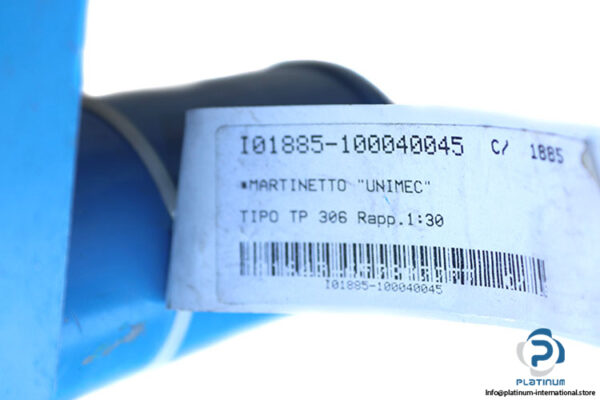 I01885-100040045 C/ 1885
*MARTINETTO "UNIMEC"
TIPO TP 306 Rapp.1:30
I01885-100040045
PLATINUM
Info@platinum-international.store